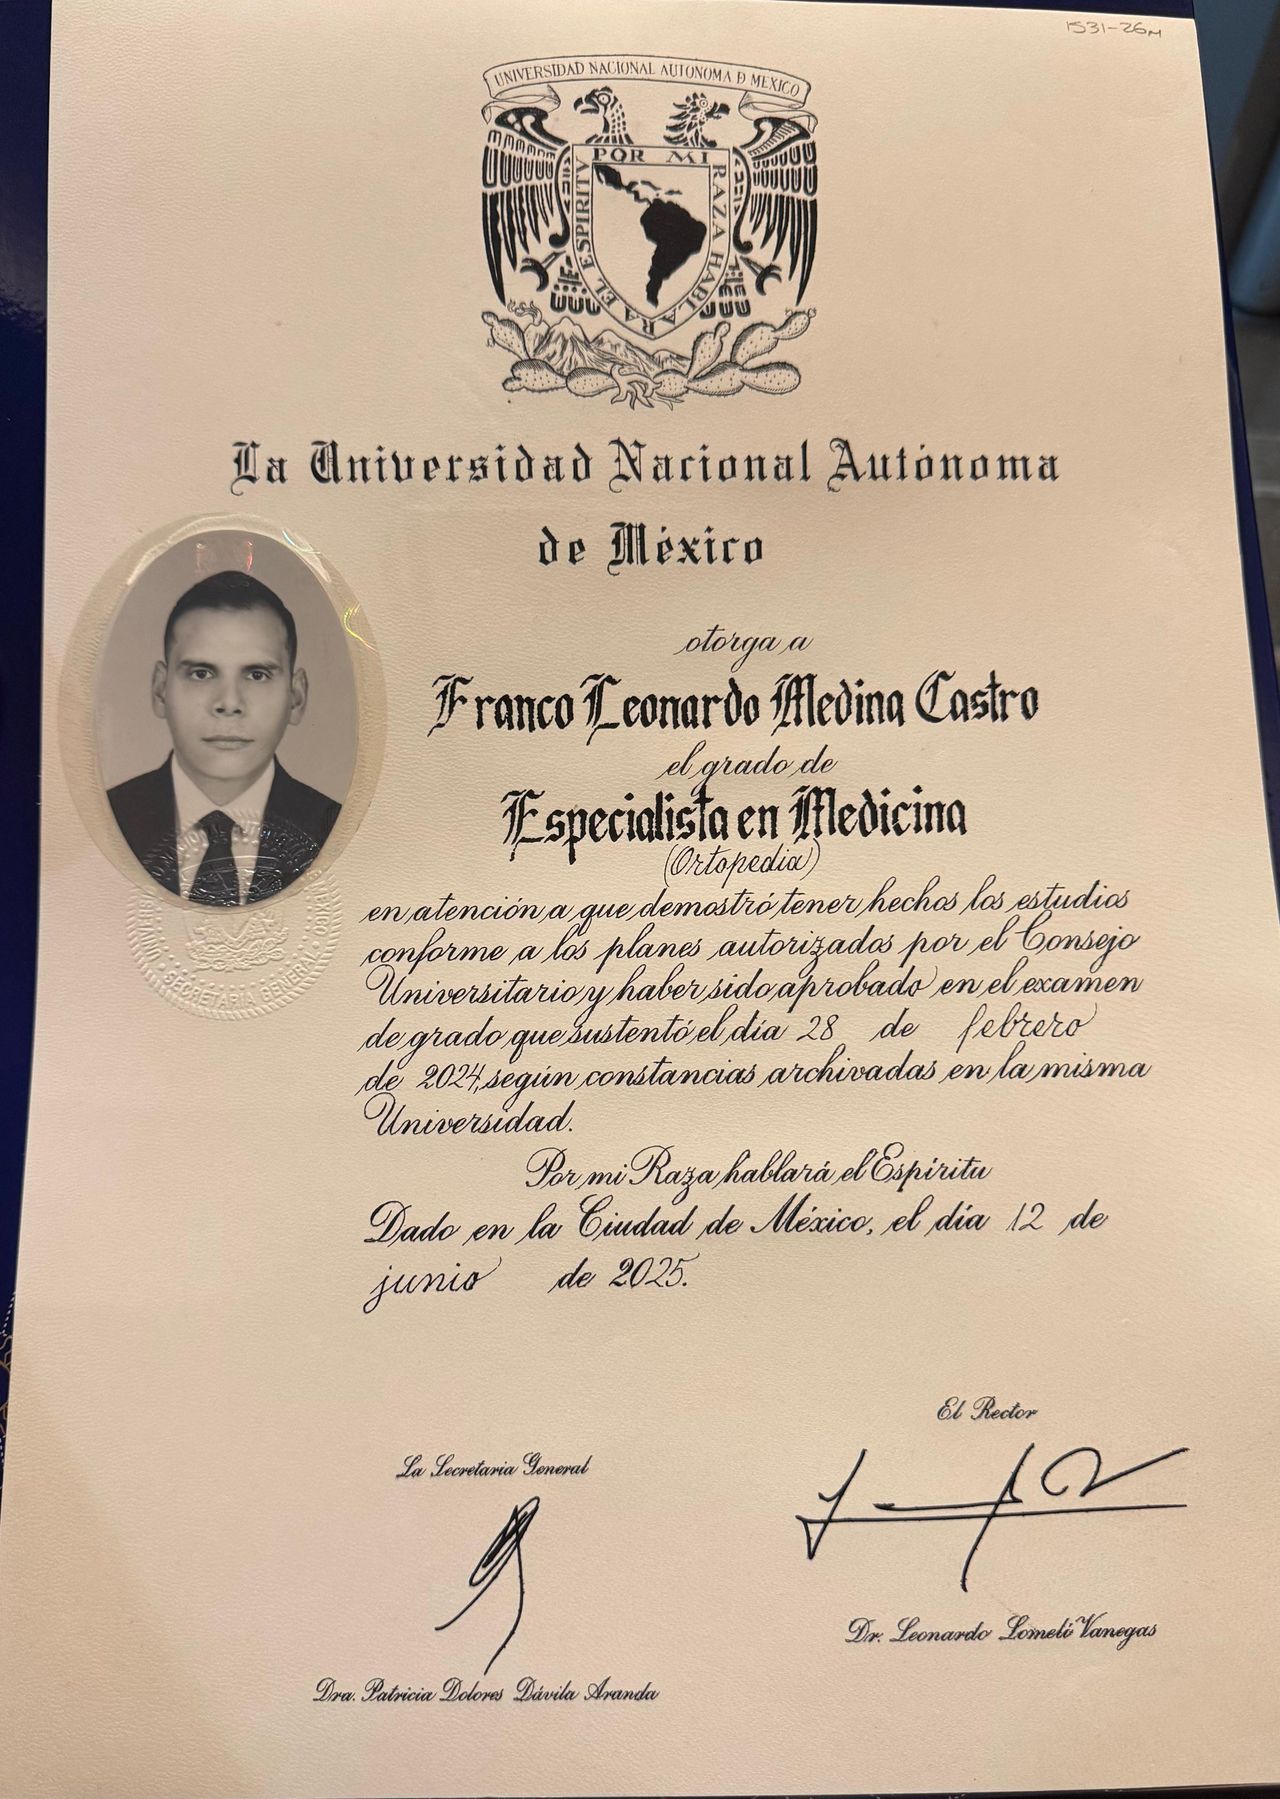 1531-26M
UNIVERSIDAD NACIONAL AUTONOMA D MEXICO
POR MI RAZA HABLARA EL ESPIRITV
La Universidad Nacional Autónoma
de México
otorga a
Franco Leonardo Medina Castro
el grado de
Especialista en Medicina
(Ortopedia)
en atención a que demostró tener hechos los estudios
conforme a los planes autorizados por el Consejo
Universitario y haber sido aprobado en el examen
de grado que sustentó el día 28 de febrero
de 2024, según constancias archivadas en la misma
Universidad.
Por mi Raza hablará el Espíritu
Dado en la Ciudad de México, el día 12 de
junio de 2025.
SECRETARIA GENERAL
El Rector
La Secretaria General
Dr. Leonardo Lomelí Vanegas
Dra. Patricia Dolores Dávila Aranda